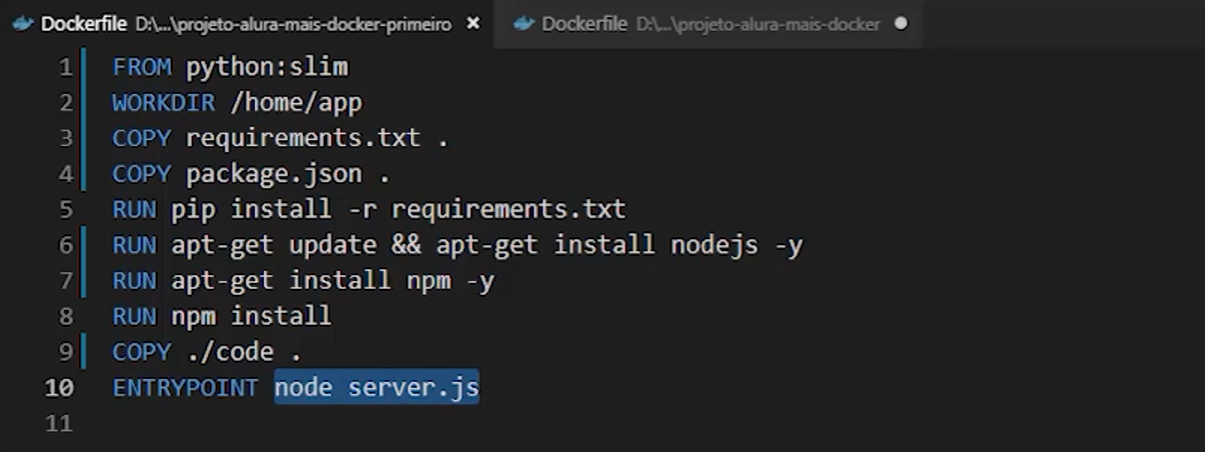 Dockerfile D:\...\projeto-alura-mais-docker-primeiro × Dockerfile D:\...\projeto-alura-mais-docker ●
1 FROM python:slim
2 WORKDIR /home/app
3 COPY requirements.txt .
4 COPY package.json .
5 RUN pip install -r requirements.txt
6 RUN apt-get update && apt-get install nodejs -y
7 RUN apt-get install npm -y
8 RUN npm install
9 COPY ./code .
10 ENTRYPOINT node server.js
11